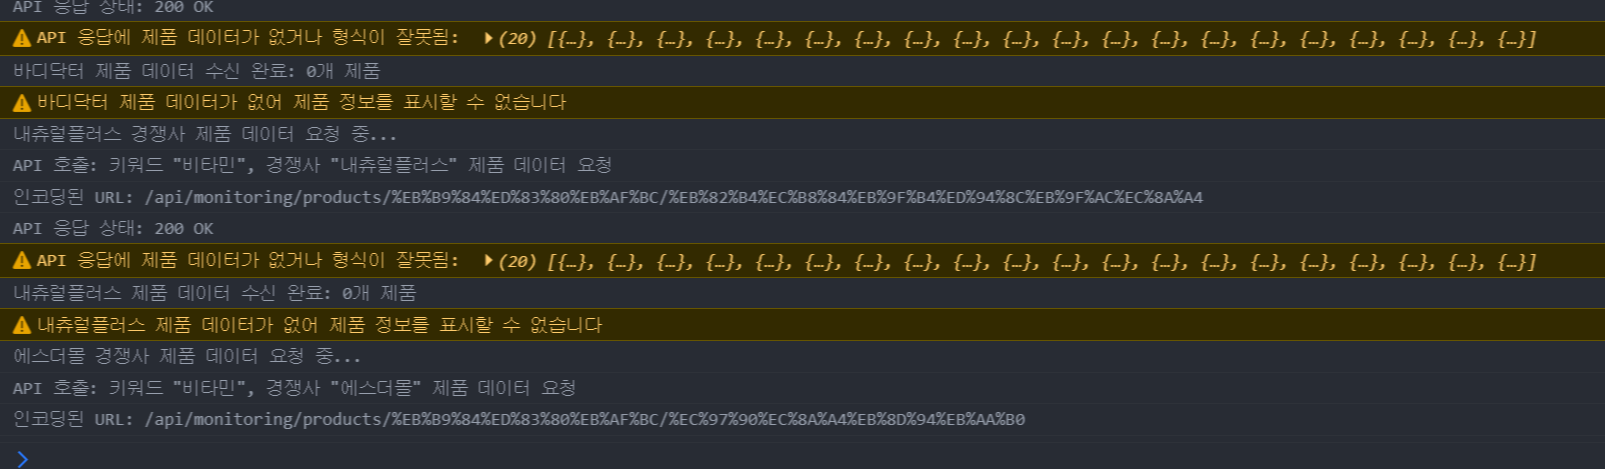 API 응답 상태: 200 OK
API 응답에 제품 데이터가 없거나 형식이 잘못됨: ▶(20) [{…}, {…}, {…}, {…}, {…}, {…}, {…}, {…}, {…}, {…}, {…}, {…}, {…}, {…}, {…}, {…}, {…}, {…}, {…}, {…}]
바디닥터 제품 데이터 수신 완료: 0개 제품
바디닥터 제품 데이터가 없어 제품 정보를 표시할 수 없습니다
내츄럴플러스 경쟁사 제품 데이터 요청 중...
API 호출: 키워드 "비타민", 경쟁사 "내츄럴플러스" 제품 데이터 요청
인코딩된 URL: /api/monitoring/products/%EB%B9%84%ED%83%80%EB%AF%BC/%EB%82%B4%EC%B8%84%EB%9F%B4%ED%94%8C%EB%9F%AC%EC%8A%A4
API 응답 상태: 200 OK
API 응답에 제품 데이터가 없거나 형식이 잘못됨: ▶(20) [{…}, {…}, {…}, {…}, {…}, {…}, {…}, {…}, {…}, {…}, {…}, {…}, {…}, {…}, {…}, {…}, {…}, {…}, {…}, {…}]
내츄럴플러스 제품 데이터 수신 완료: 0개 제품
내츄럴플러스 제품 데이터가 없어 제품 정보를 표시할 수 없습니다
에스더몰 경쟁사 제품 데이터 요청 중...
API 호출: 키워드 "비타민", 경쟁사 "에스더몰" 제품 데이터 요청
인코딩된 URL: /api/monitoring/products/%EB%B9%84%ED%83%80%EB%AF%BC/%EC%97%90%EC%8A%A4%EB%8D%94%EB%AA%B0